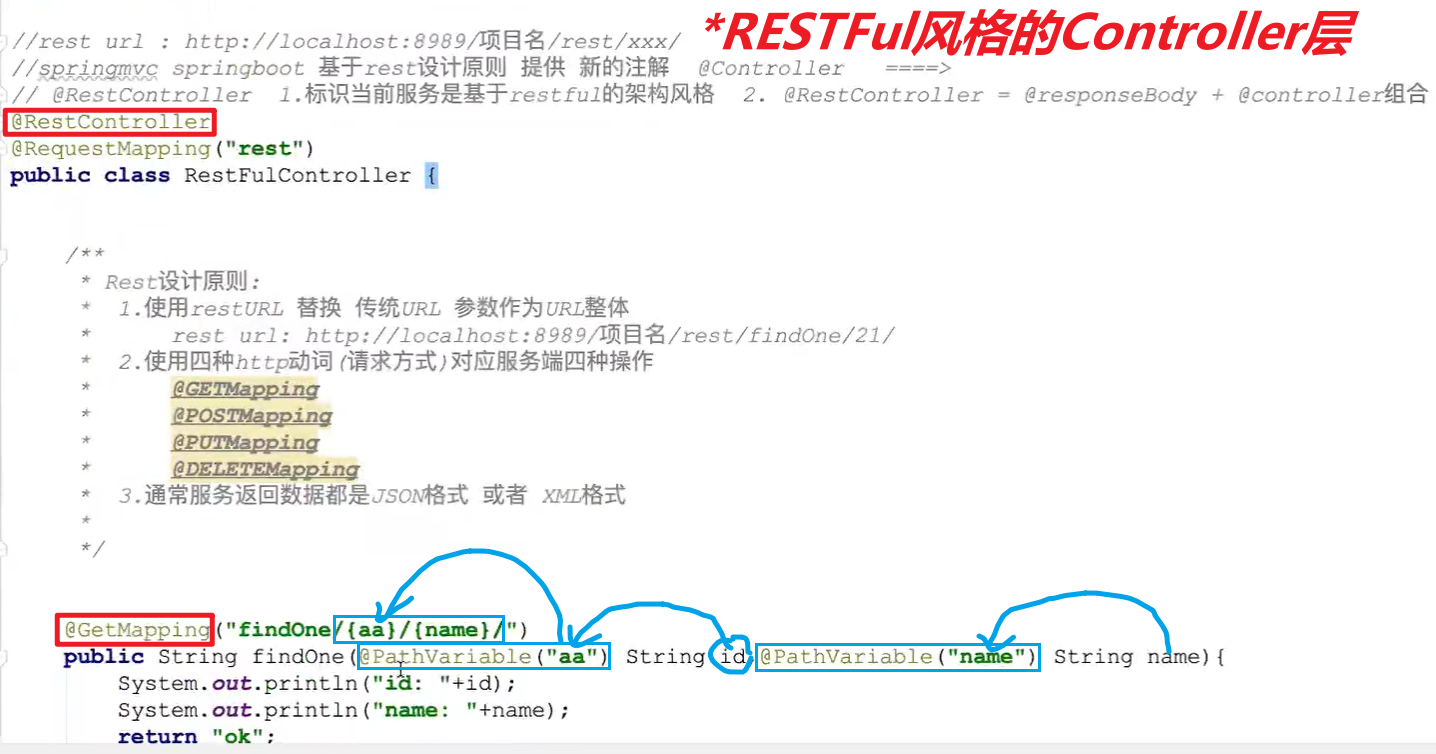 *RESTFul风格的Controller层
//rest url : http://localhost:8989/项目名/rest/xxx/
//springmvc springboot 基于rest设计原则 提供 新的注解 @Controller ====>
// @RestController 1.标识当前服务是基于restful的架构风格 2. @RestController = @responseBody + @controller组合
@RestController
@RequestMapping("rest")
public class RestFulController {
/**
* Rest设计原则:
* 1.使用restURL 替换 传统URL 参数作为URL整体
* rest url: http://localhost:8989/项目名/rest/findOne/21/
* 2.使用四种http动词(请求方式)对应服务端四种操作
* @GETMapping
* @POSTMapping
* @PUTMapping
* @DELETEMapping
* 3.通常服务返回数据都是JSON格式 或者 XML格式
*
*/
@GetMapping("findOne/{aa}/{name}/")
public String findOne(@PathVariable("aa") String id,@PathVariable("name") String name){
System.out.println("id: "+id);
System.out.println("name: "+name);
return "ok";